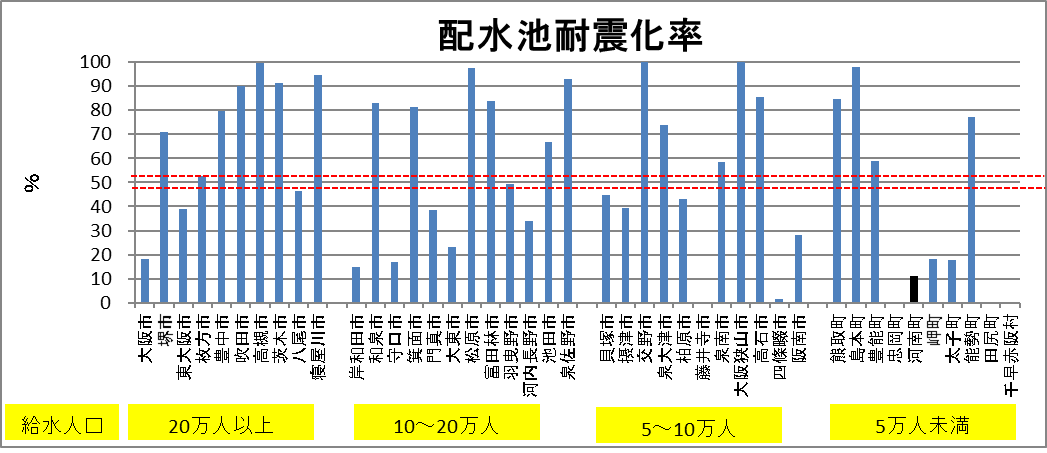 配水池耐震化率
%
100
90
80
70
60
50
40
30
20
10
0
大阪市
堺市
東大阪市
枚方市
豊中市
吹田市
高槻市
茨木市
八尾市
寝屋川市
岸和田市
和泉市
守口市
箕面市
門真市
大東市
松原市
富田林市
羽曳野市
河内長野市
池田市
泉佐野市
貝塚市
摂津市
交野市
泉大津市
柏原市
藤井寺市
泉南市
大阪狭山市
高石市
四條畷市
阪南市
熊取町
島本町
豊能町
忠岡町
河南町
岬町
太子町
能勢町
田尻町
千早赤阪村
給水人口
20万人以上
10～20万人
5～10万人
5万人未満